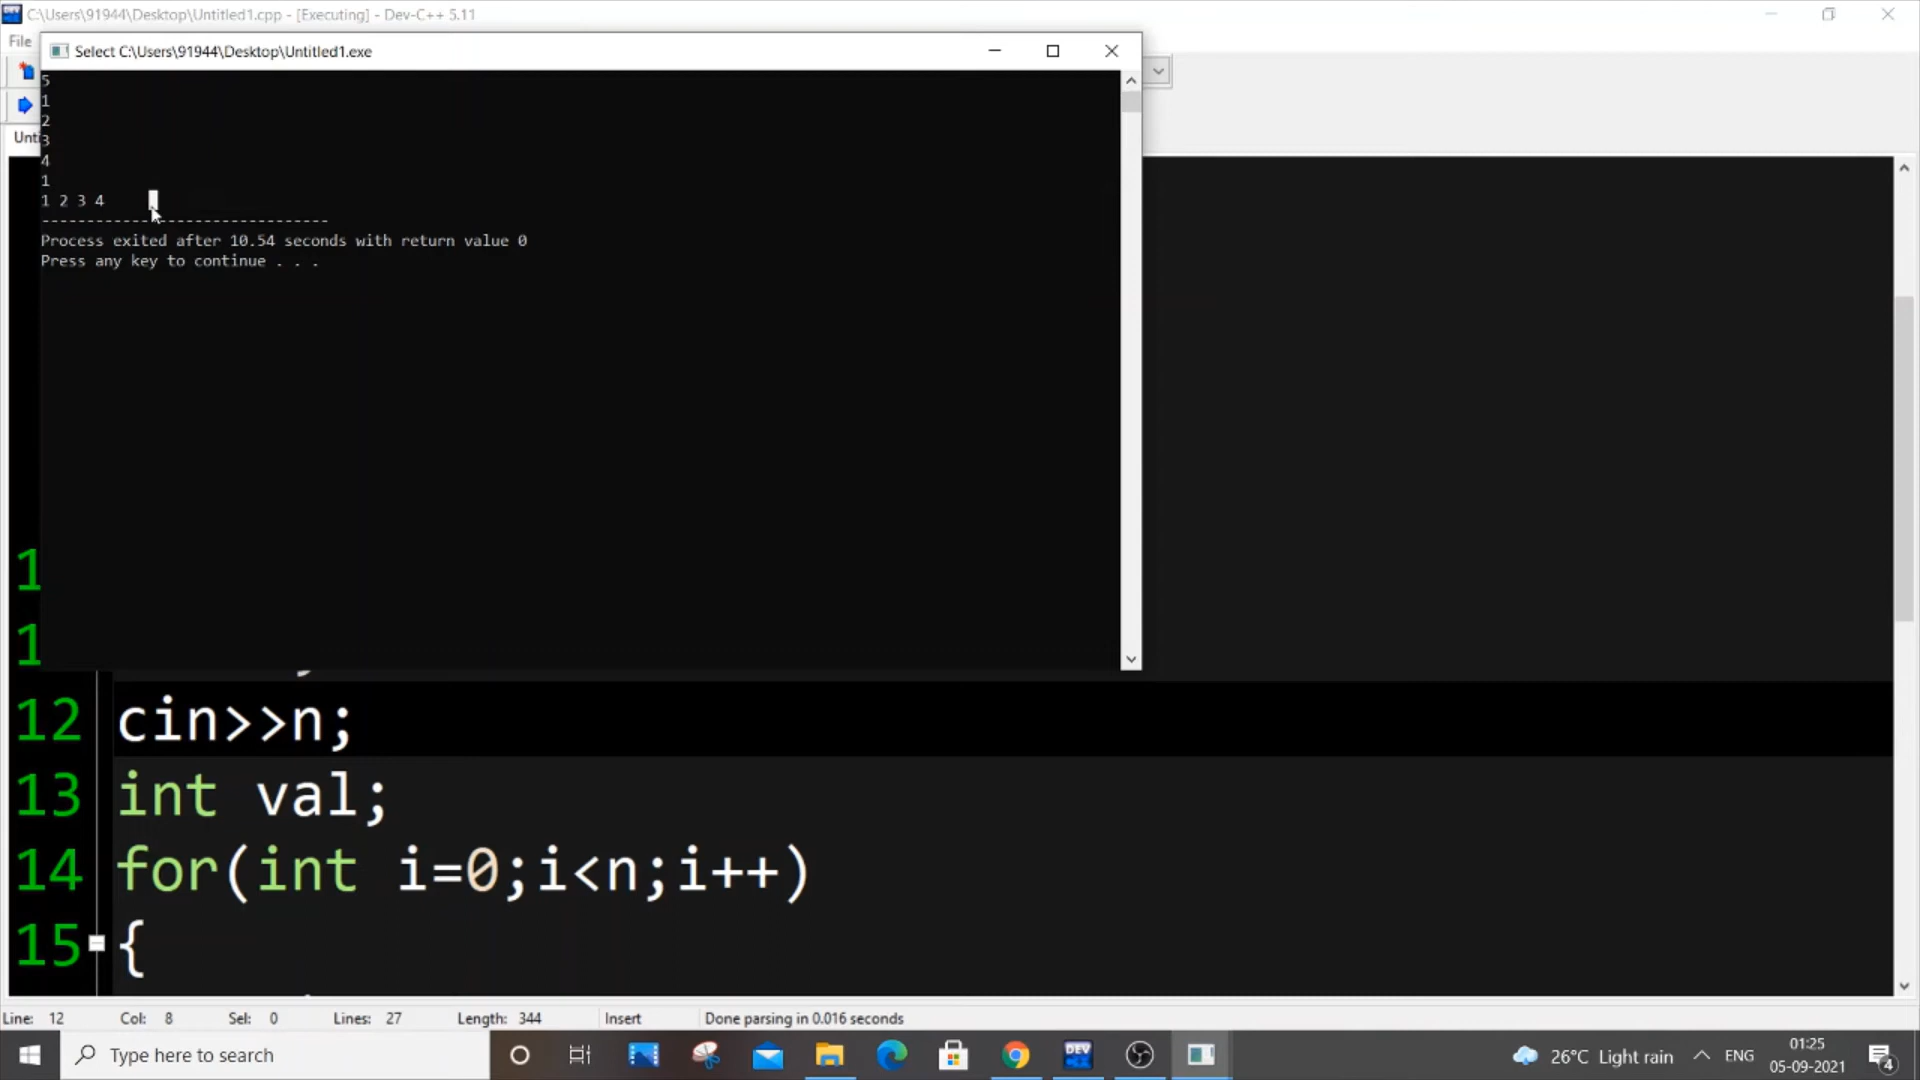 C:\Users\91944\Desktop\Untitled1.cpp - [Executing] - Dev-C++ 5.11
File
Select C:\Users\91944\Desktop\Untitled1.exe
5
1
2
3
4
1
1 2 3 4
--------------------------------
Process exited after 10.54 seconds with return value 0
Press any key to continue . . .
Unti
1
1
12 cin>>n;
13 int val;
14 for(int i=0;i<n;i++)
15 {
Line: 12 Col: 8 Sel: 0 Lines: 27 Length: 344 Insert Done parsing in 0.016 seconds
Type here to search
DEV
26°C Light rain
ENG
01:25
05-09-2021
4